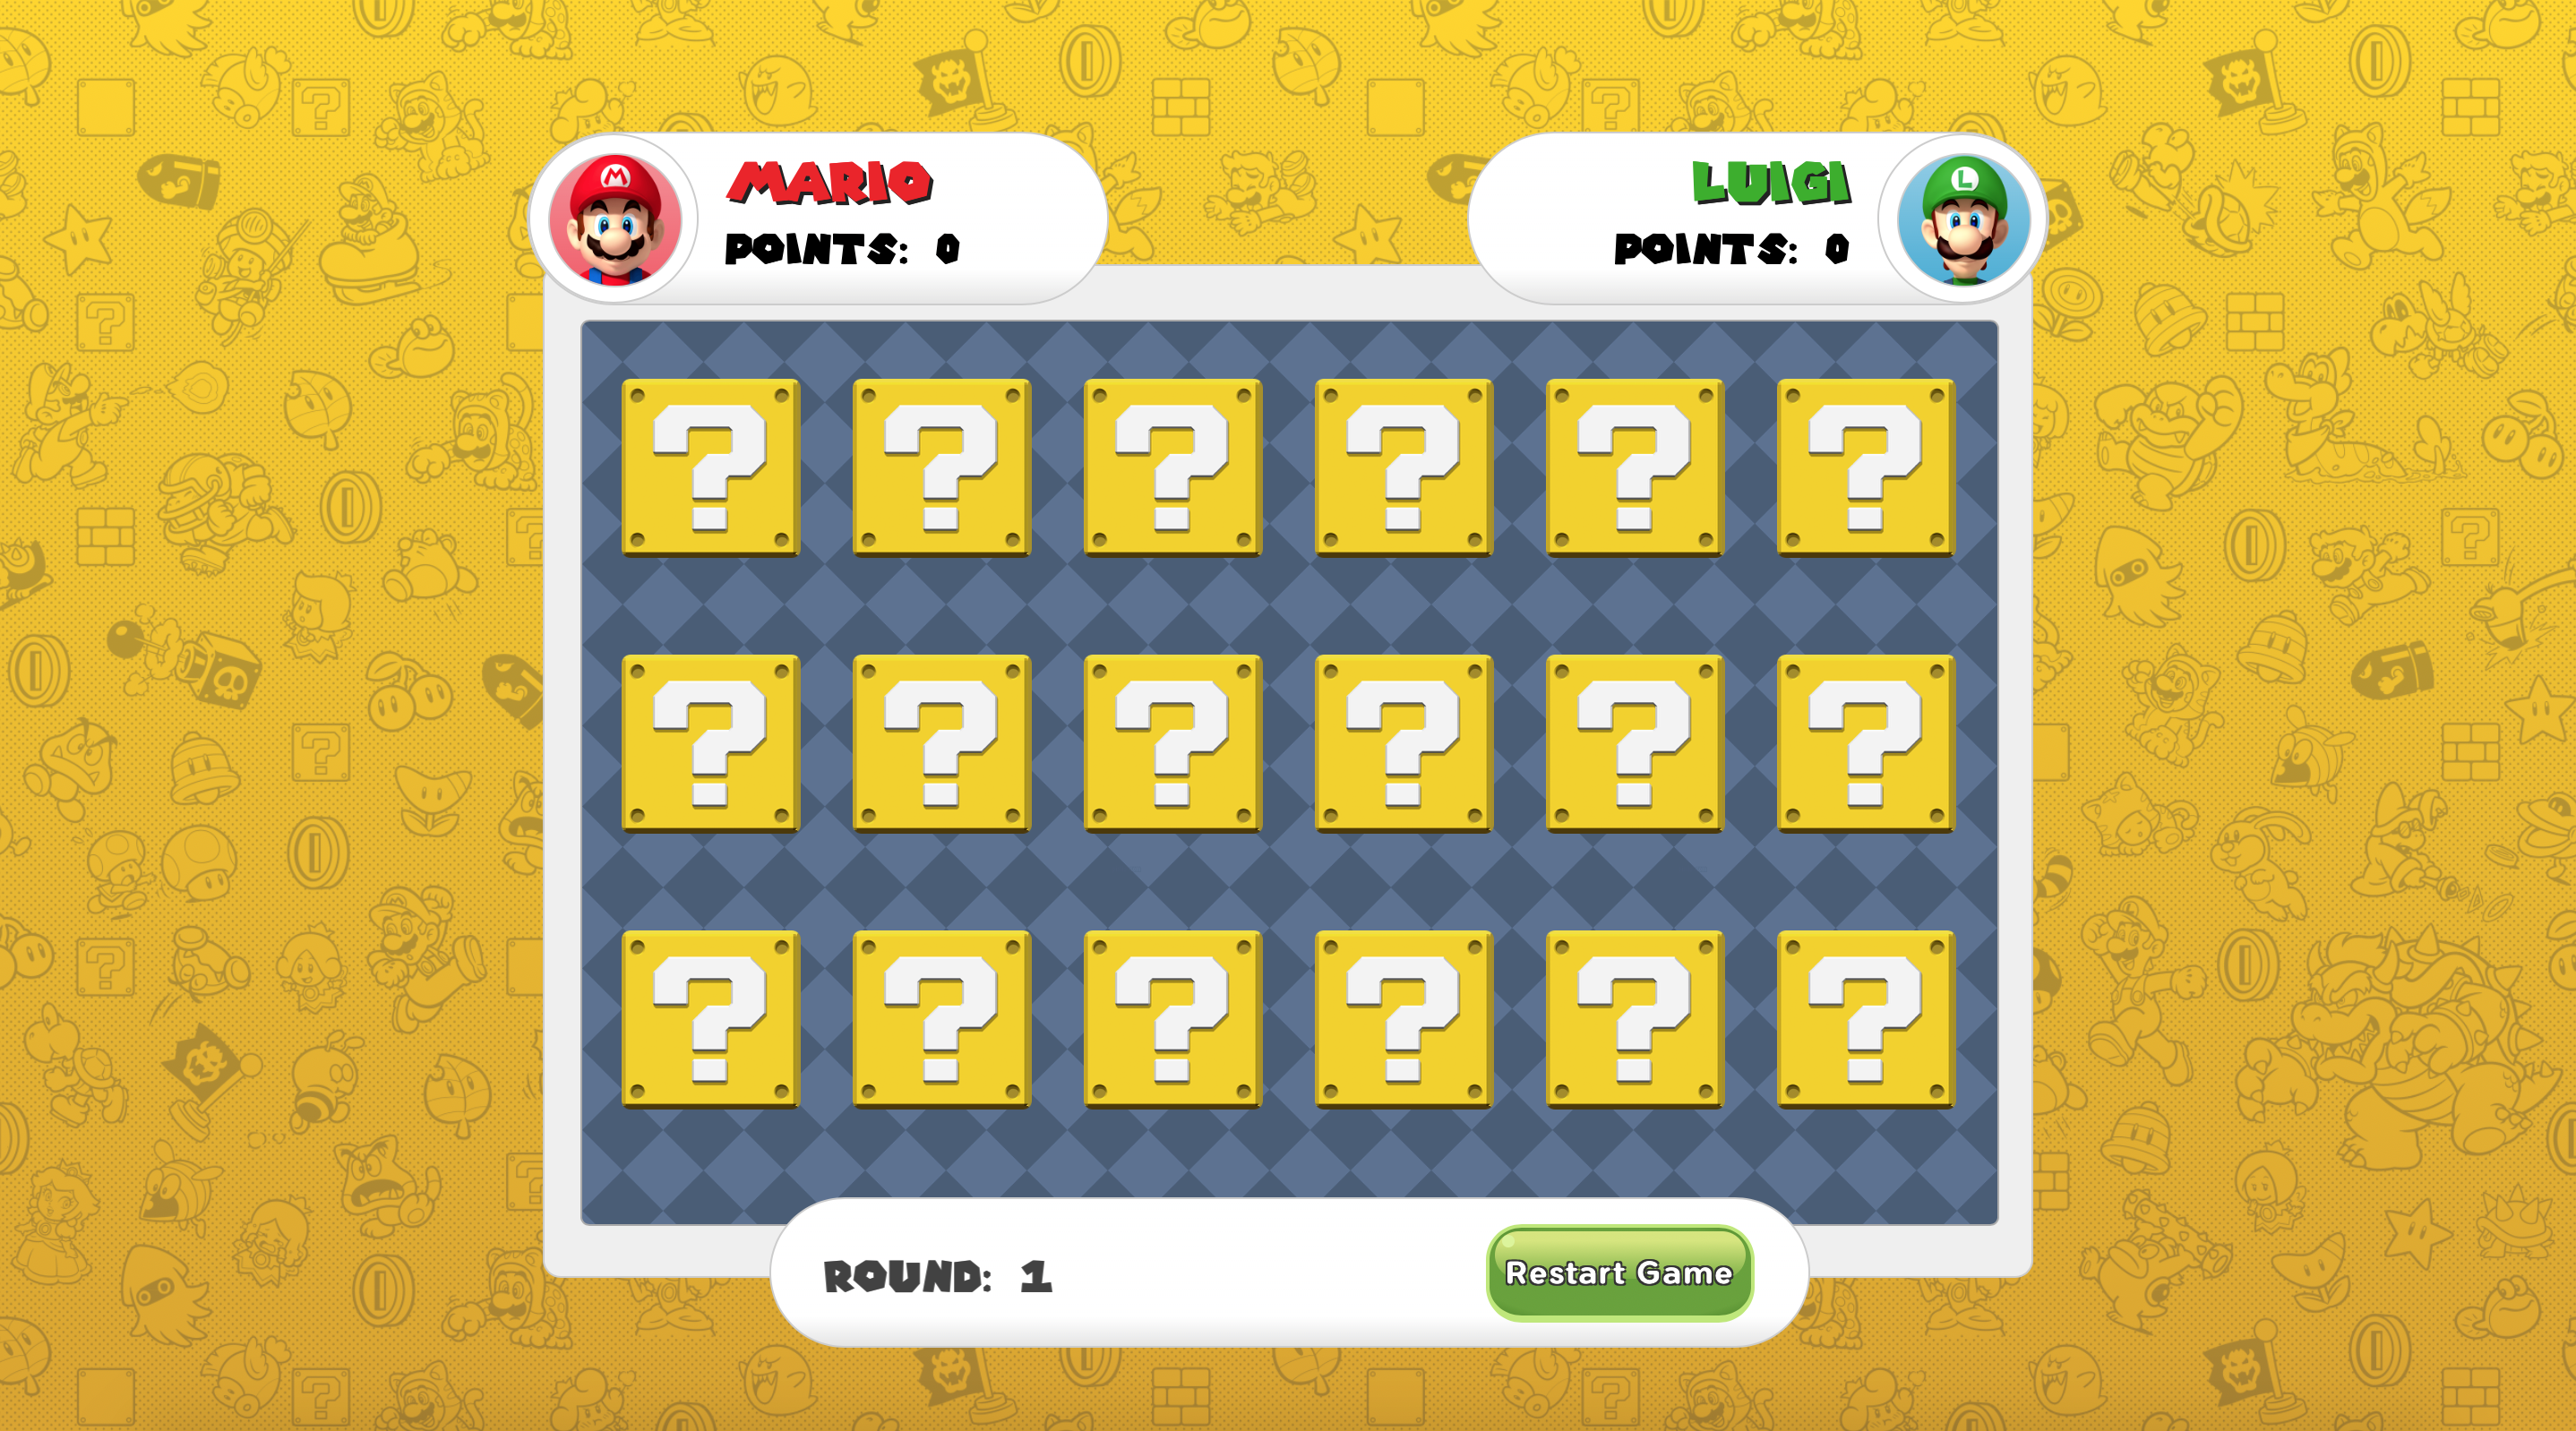 MARIO
POINTS: 0
LUIGI
POINTS: 0
? ? ? ? ? ?
? ? ? ? ? ?
? ? ? ? ? ?
ROUND: 1
Restart Game